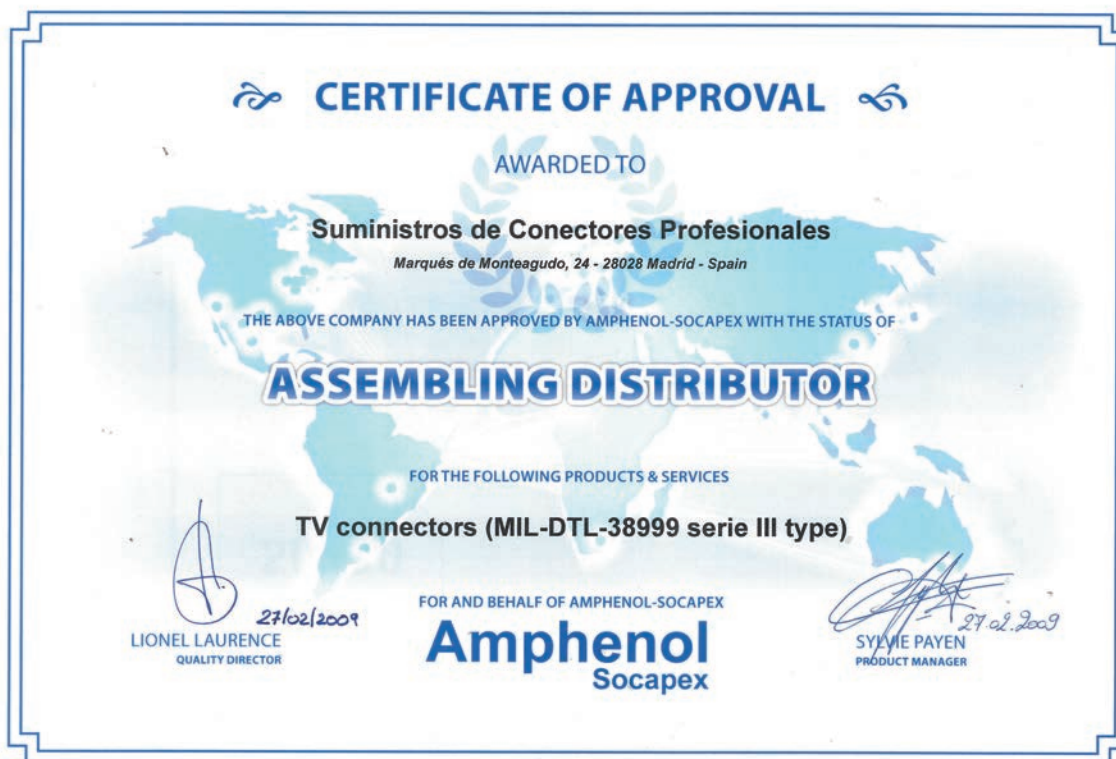 CERTIFICATE OF APPROVAL
AWARDED TO
Suministros de Conectores Profesionales
Marqués de Monteagudo, 24 - 28028 Madrid - Spain
THE ABOVE COMPANY HAS BEEN APPROVED BY AMPHENOL-SOCAPEX WITH THE STATUS OF
ASSEMBLING DISTRIBUTOR
FOR THE FOLLOWING PRODUCTS & SERVICES
TV connectors (MIL-DTL-38999 serie III type)
27/02/2009
LIONEL LAURENCE
QUALITY DIRECTOR
FOR AND BEHALF OF AMPHENOL-SOCAPEX
Amphenol
Socapex
27.02.2009
SYLVIE PAYEN
PRODUCT MANAGER